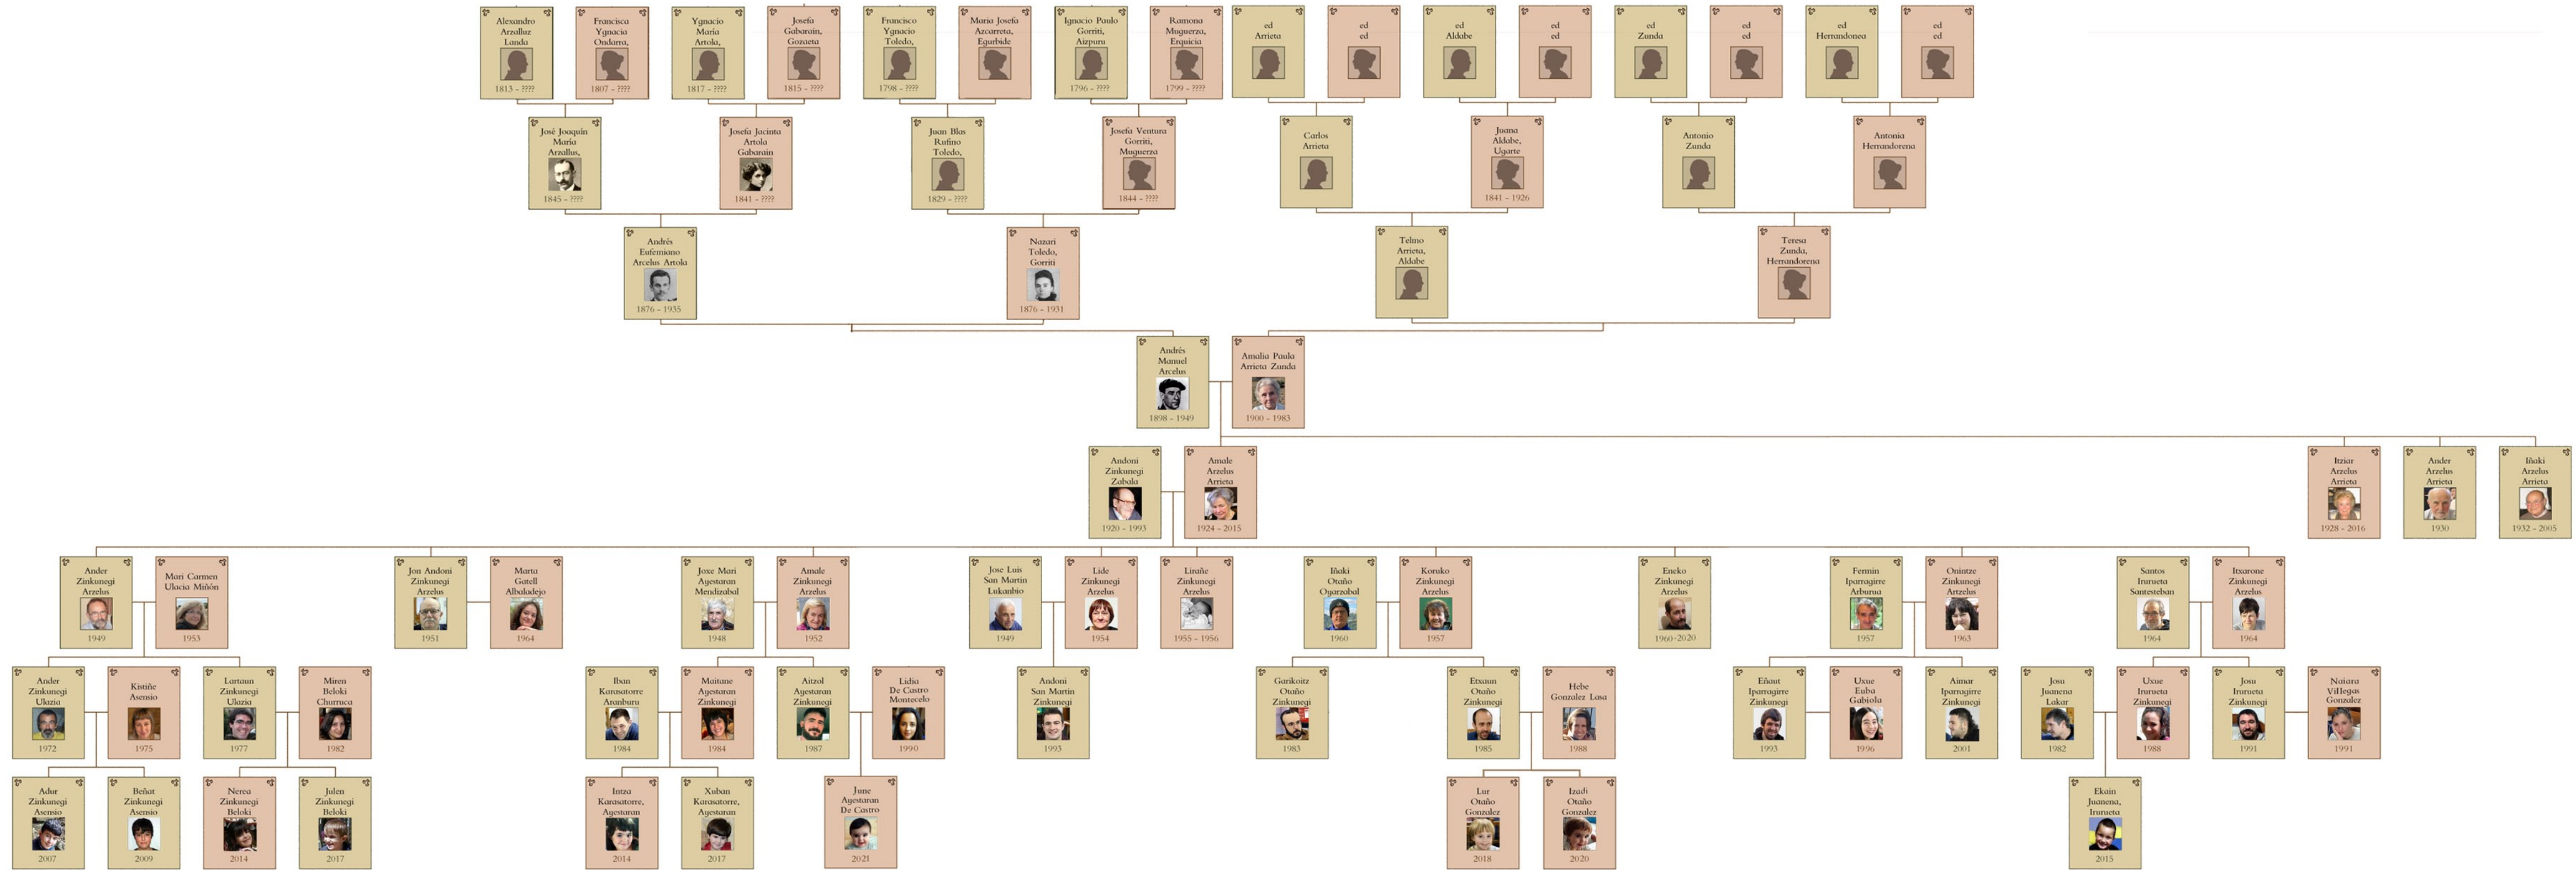 Alexandro
Arzalluz
Landa
1813 - ????
Francisca
Ygnacia
Ondarra,
1807 - ????
Ygnacio
María
Artola,
1817 - ????
Josefa
Gabarain,
Gozaeta
1815 - ????
Francisco
Ygnacio
Toledo,
1798 - ????
Maria Josefa
Azcarreta,
Egurbide
Ignacio Paulo
Gorriti,
Aizpuru
1796 - ????
Ramona
Muguerza,
Erquicia
1799 - ????
ed
Arrieta
ed
ed
ed
Aldabe
ed
ed
ed
Zunda
ed
ed
ed
Herrandonea
ed
ed
José Joaquín
María
Arzallus,
1845 - ????
Josefa Jacinta
Artola
Gabarain
1841 - ????
Juan Blas
Rufino
Toledo,
1829 - ????
Josefa Ventura
Gorriti,
Muguerza
1844 - ????
Carlos
Arrieta
Juana
Aldabe,
Ugarte
1841 - 1926
Antonio
Zunda
Antonia
Herrandorena
Andrés
Eufemiano
Arcelus Artola
1876 - 1935
Nazari
Toledo,
Gorriti
1876 - 1931
Telmo
Arrieta,
Aldabe
Teresa
Zunda,
Herrandorena
Andrés
Manuel
Arcelus
1898 - 1949
Amalia Paula
Arrieta Zunda
1900 - 1983
Andoni
Zinkunegi
Zabala
1920 - 1993
Amale
Arzelus
Arrieta
1924 - 2015
Itziar
Arzelus
Arrieta
1928 - 2016
Ander
Arzelus
Arrieta
1930
Iñaki
Arzelus
Arrieta
1932 - 2005
Ander
Zinkunegi
Arzelus
1949
Mari Carmen
Ulacia Miñón
1953
Jon Andoni
Zinkunegi
Arzelus
1951
Marta
Gatell
Albaladejo
1964
Joxe Mari
Ayestaran
Mendizabal
1948
Amale
Zinkunegi
Arzelus
1952
Jose Luis
San Martin
Lukanbio
1949
Lide
Zinkunegi
Arzelus
1954
Lirañe
Zinkunegi
Arzelus
1955 - 1956
Iñaki
Otaño
Oyarzabal
1960
Koruko
Zinkunegi
Arzelus
1957
Eneko
Zinkunegi
Arzelus
1960-2020
Fermin
Iparragirre
Arburua
1957
Onintze
Zinkunegi
Artzelus
1963
Santos
Irurueta
Santesteban
1964
Itxarone
Zinkunegi
Arzelus
1964
Ander
Zinkunegi
Ulazia
1972
Kistiñe
Asensio
1975
Lartaun
Zinkunegi
Ulazia
1977
Miren
Beloki
Churruca
1982
Iban
Karasatorre
Aranburu
1984
Maitane
Ayestaran
Zinkunegi
1984
Aitzol
Ayestaran
Zinkunegi
1987
Lidia
De Castro
Montecelo
1990
Andoni
San Martin
Zinkunegi
1993
Garikoitz
Otaño
Zinkunegi
1983
Etxaun
Otaño
Zinkunegi
1985
Hebe
Gonzalez Lasa
1988
Eñaut
Iparragirre
Zinkunegi
1993
Uxue
Euba
Gabiola
1996
Aimar
Iparragirre
Zinkunegi
2001
Josu
Juanena
Lakar
1982
Uxue
Irurueta
Zinkunegi
1988
Josu
Irurueta
Zinkunegi
1991
Naiara
Villegas
Gonzalez
1991
Adur
Zinkunegi
Asensio
2007
Beñat
Zinkunegi
Asensio
2009
Nerea
Zinkunegi
Beloki
2014
Julen
Zinkunegi
Beloki
2017
Intza
Karasatorre,
Ayestaran
2014
Xuban
Karasatorre,
Ayestaran
2017
June
Ayestaran
De Castro
2021
Lur
Otaño
Gonzalez
2018
Izadi
Otaño
Gonzalez
2020
Ekain
Juanena,
Irurueta
2015